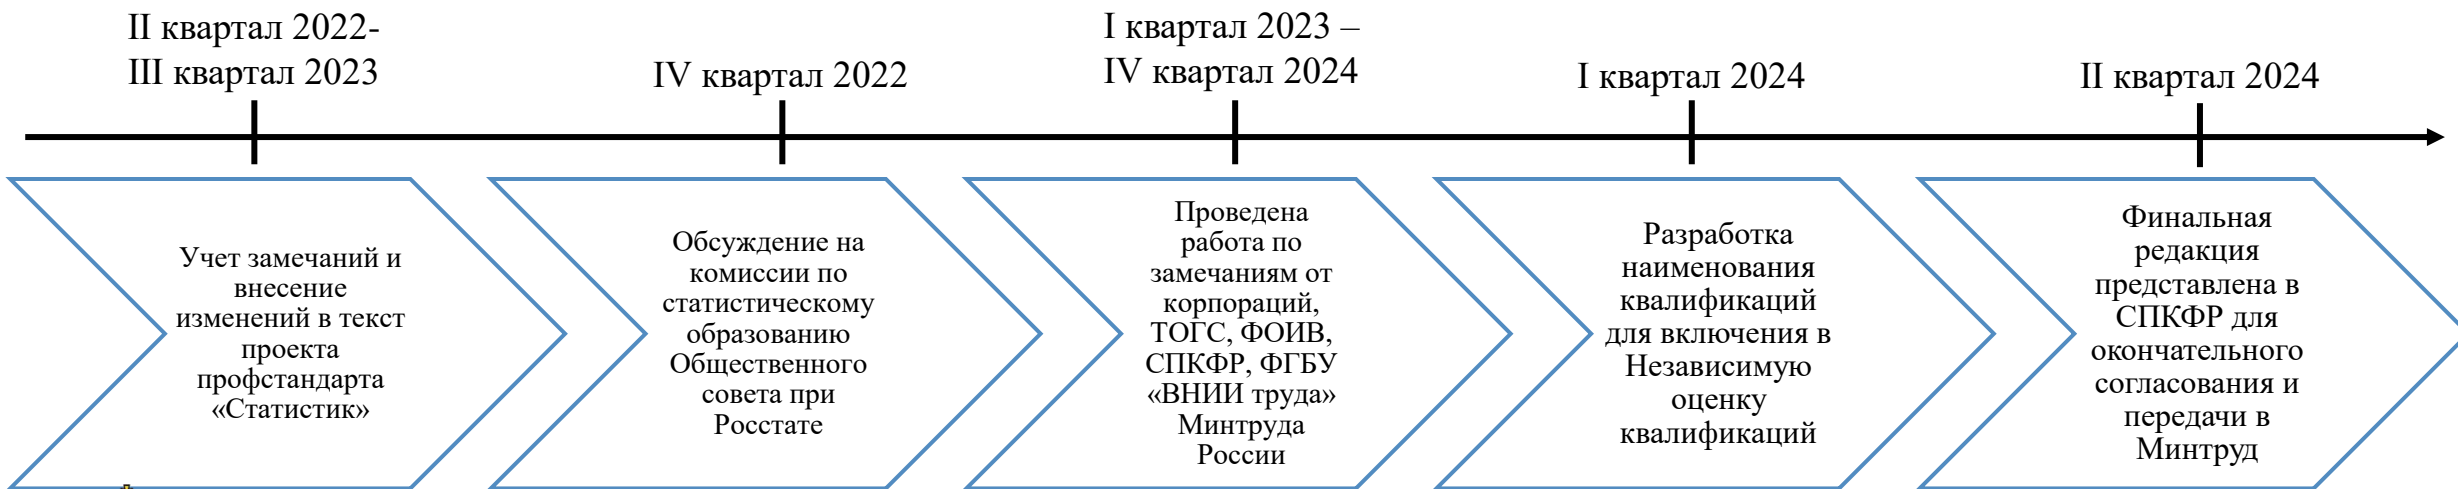 II квартал 2022-
III квартал 2023
IV квартал 2022
I квартал 2023 –
IV квартал 2024
I квартал 2024
II квартал 2024
Учет замечаний и
внесение
изменений в текст
проекта
профстандарта
«Статистик»
Обсуждение на
комиссии по
статистическому
образованию
Общественного
совета при
Росстате
Проведена
работа по
замечаниям от
корпораций,
ТОГС, ФОИВ,
СПКФР, ФГБУ
«ВНИИ труда»
Минтруда
России
Разработка
наименования
квалификаций
для включения в
Независимую
оценку
квалификаций
Финальная
редакция
представлена в
СПКФР для
окончательного
согласования и
передачи в
Минтруд